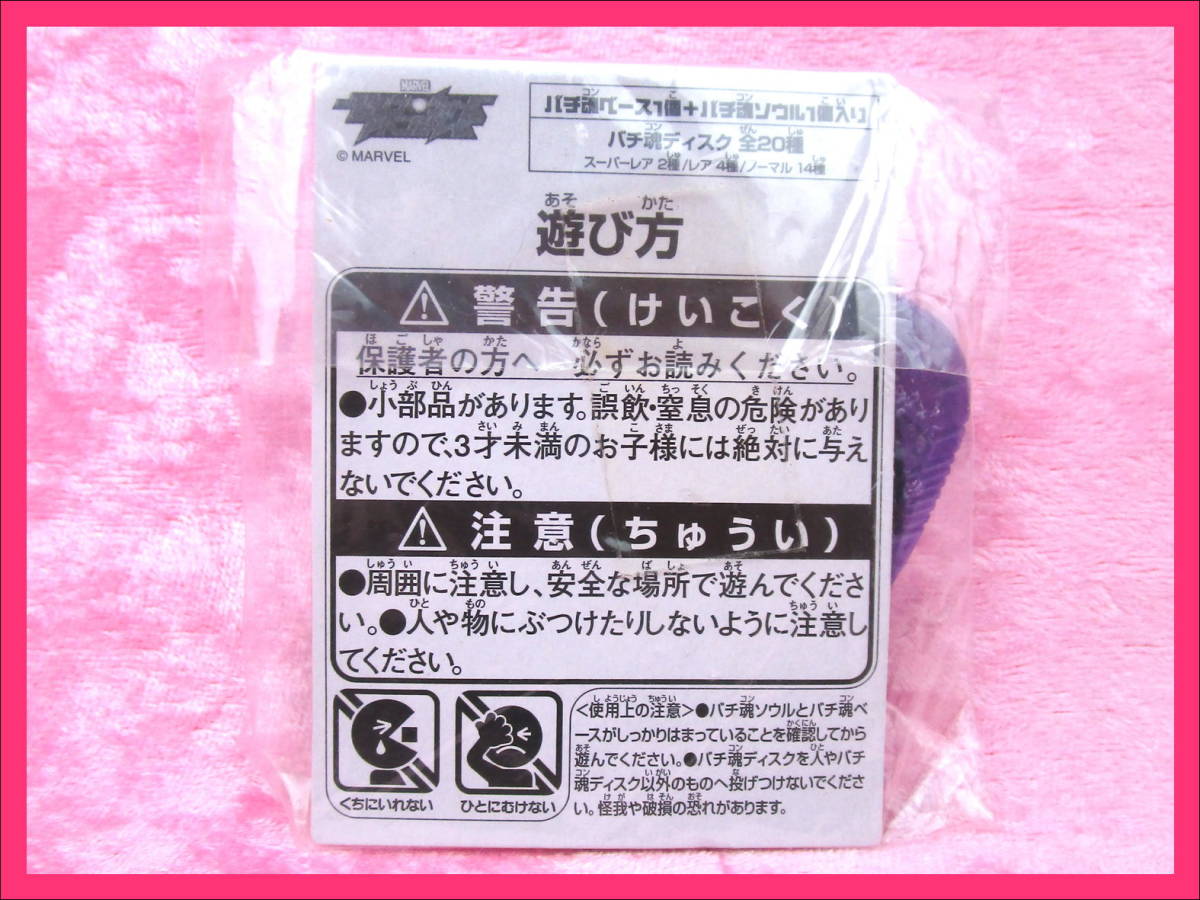 MARVEL
© MARVEL
バチ魂ベース1個+バチ魂ソウル1個入り
バチ魂ディスク 全20種
スーパーレア 2種/レア 4種/ノーマル 14種
遊び方
警告(けいこく)
保護者の方へ 必ずお読みください。
●小部品があります。誤飲・窒息の危険があり
ますので、3才未満のお子様には絶対に与え
ないでください。
注意(ちゅうい)
●周囲に注意し、安全な場所で遊んでくださ
い。●人や物にぶつけたりしないように注意し
てください。
くちにいれない
ひとにむけない
<使用上の注意>●バチ魂ソウルとバチ魂ベ
ースがしっかりはまっていることを確認してから
遊んでください。●バチ魂ディスクを人やバチ
魂ディスク以外のものへ投げつけないでくださ
い。怪我や破損の恐れがあります。